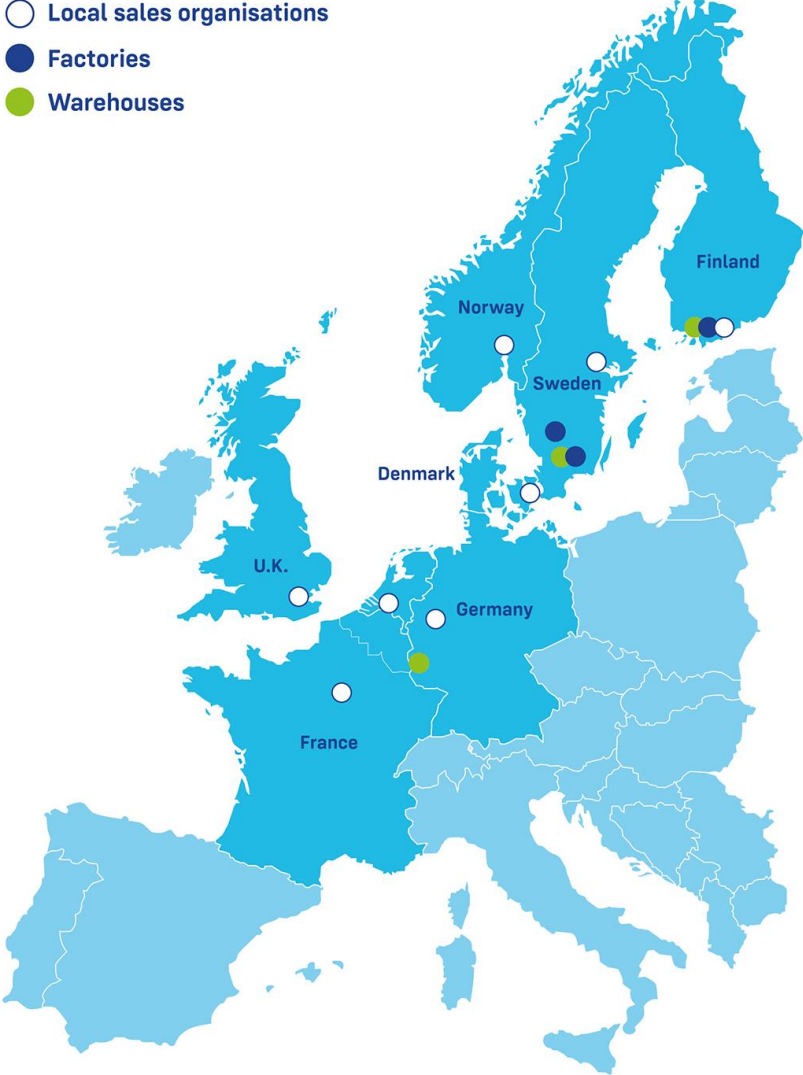 Local sales organisations
Factories
Warehouses
Finland
Norway
Sweden
Denmark
U.K.
Germany
France